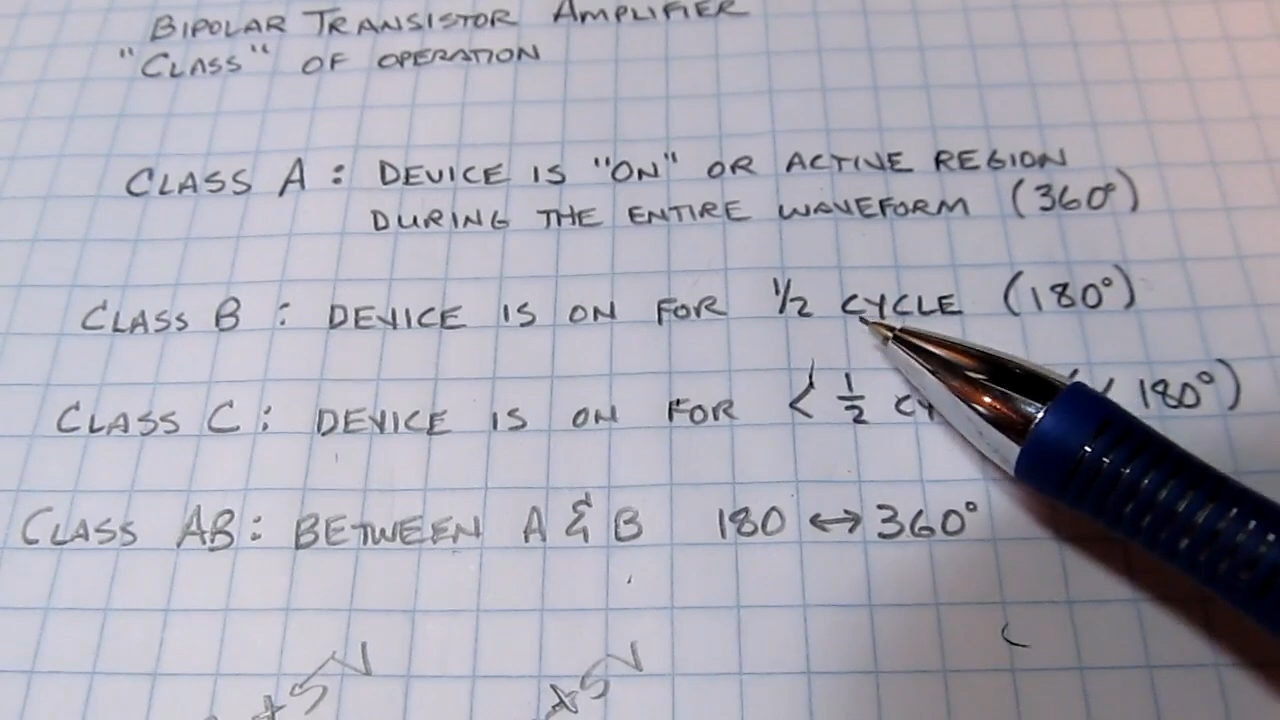 BIPOLAR TRANSISTOR AMPLIFIER
"CLASS" OF OPERATION
CLASS A : DEVICE IS "ON" OR ACTIVE REGION
DURING THE ENTIRE WAVEFORM (360°)
CLASS B : DEVICE IS ON FOR 1/2 CYCLE (180°)
CLASS C : DEVICE IS ON FOR < 1/2 180°)
CLASS AB : BETWEEN A & B 180 ↔ 360°
+5V +5V